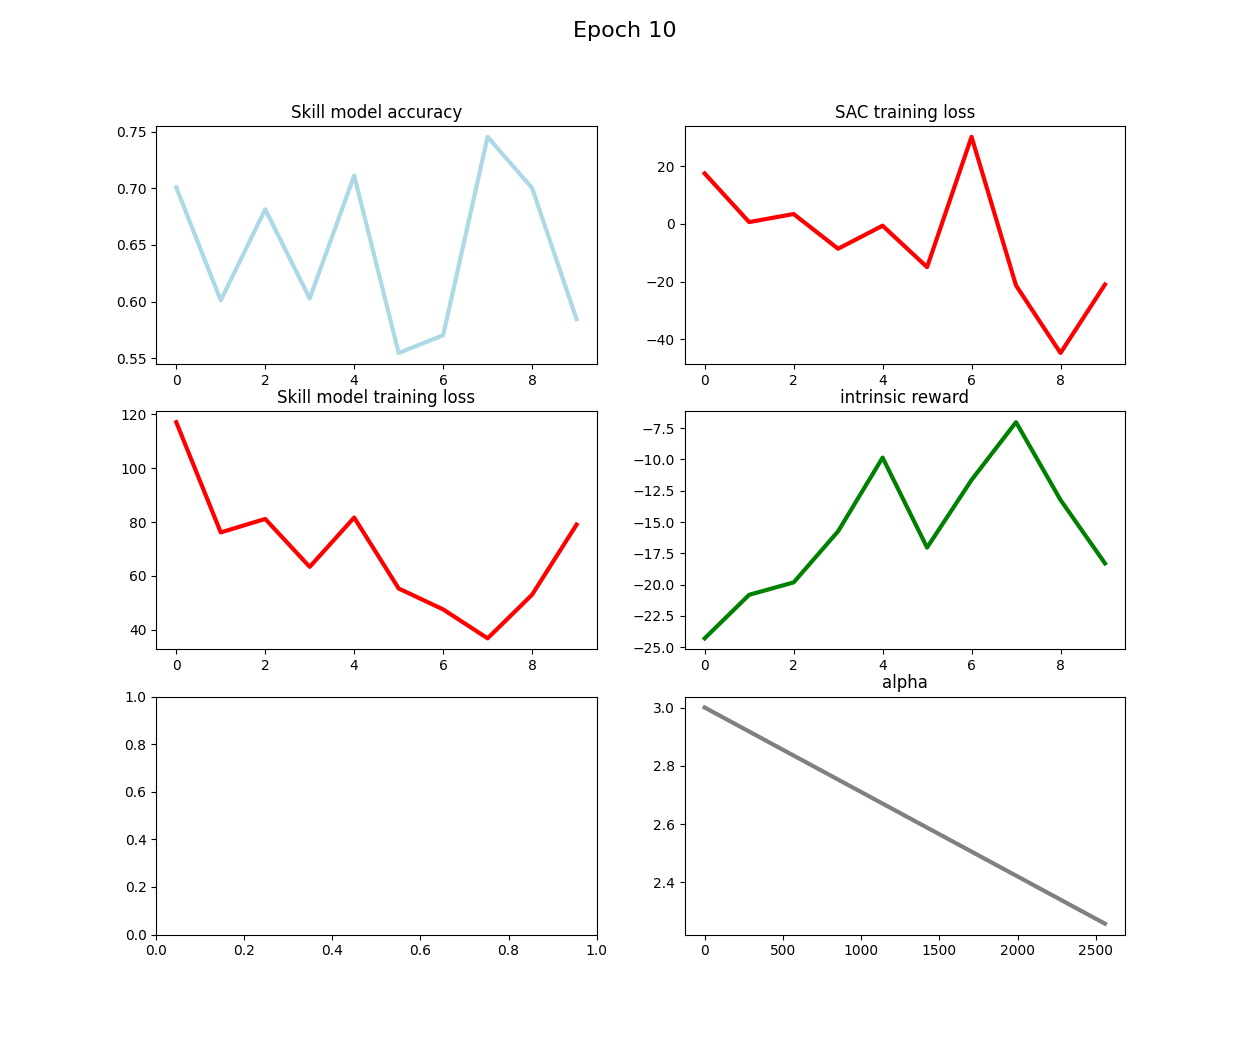 Epoch 10
Skill model accuracy
0.75
0.70
0.65
0.60
0.55
0 2 4 6 8
SAC training loss
20
0
−20
−40
0 2 4 6 8
Skill model training loss
120
100
80
60
40
0 2 4 6 8
intrinsic reward
−7.5
−10.0
−12.5
−15.0
−17.5
−20.0
−22.5
−25.0
0 2 4 6 8
1.0
0.8
0.6
0.4
0.2
0.0
0.0 0.2 0.4 0.6 0.8 1.0
alpha
3.0
2.8
2.6
2.4
0 500 1000 1500 2000 2500